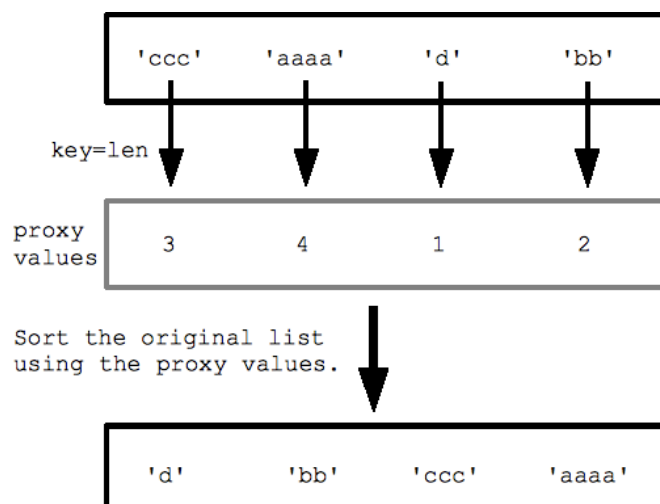 'ccc' 'aaaa' 'd' 'bb'
key=len
proxy
values
3 4 1 2
Sort the original list
using the proxy values.
'd' 'bb' 'ccc' 'aaaa'